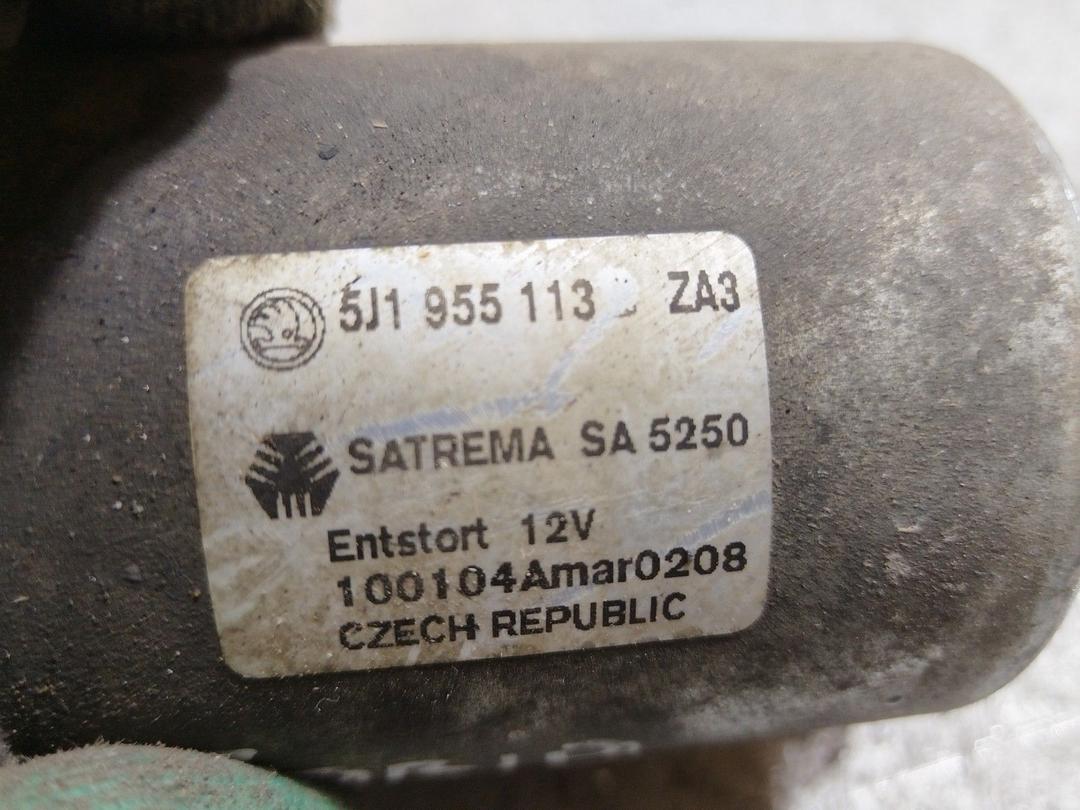 5J1 955 113 ZA3
SATREMA SA 5250
Entstort 12V
100104Amar0208
CZECH REPUBLIC